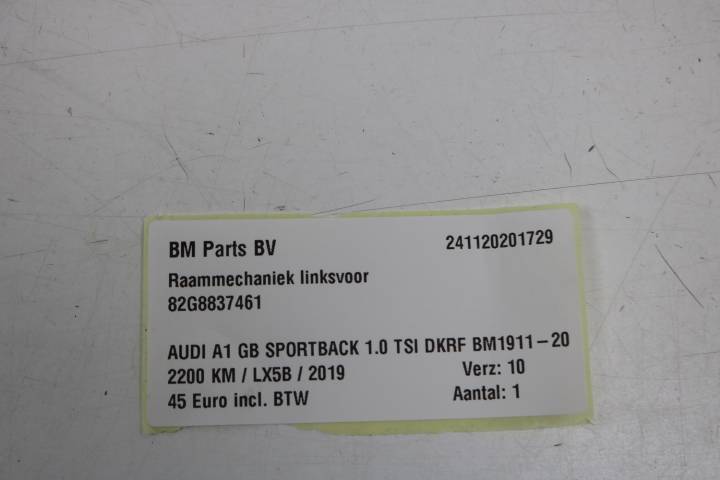 BM Parts BV 241120201729
Raammechaniek linksvoor
82G8837461
AUDI A1 GB SPORTBACK 1.0 TSI DKRF BM1911-20
2200 KM / LX5B / 2019 Verz: 10
45 Euro incl. BTW Aantal: 1